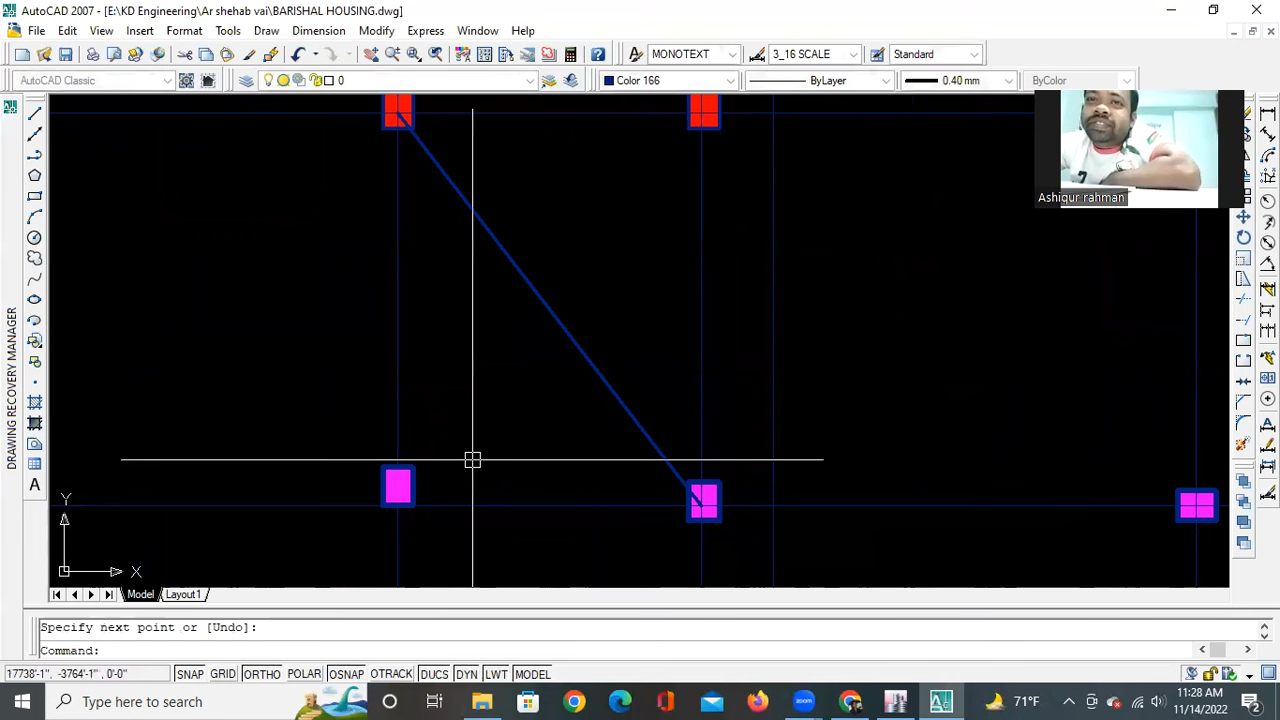 AutoCAD 2007 - [E:\KD Engineering\Ar shehab vai\BARISHAL HOUSING.dwg]
File Edit View Insert Format Tools Draw Dimension Modify Express Window Help
MONOTEXT 3_16 SCALE Standard
AutoCAD Classic 0 Color 166 ByLayer 0.40 mm ByColor
Ashiqur rahman
DRAWING RECOVERY MANAGER
A
Y
X
Model Layout1
Specify next point or [Undo]:
Command:
17738'-1", -3764'-1", 0'-0" SNAP GRID ORTHO POLAR OSNAP OTRACK DUCS DYN LWT MODEL
Type here to search
zoom
71°F
11:28 AM
11/14/2022
2